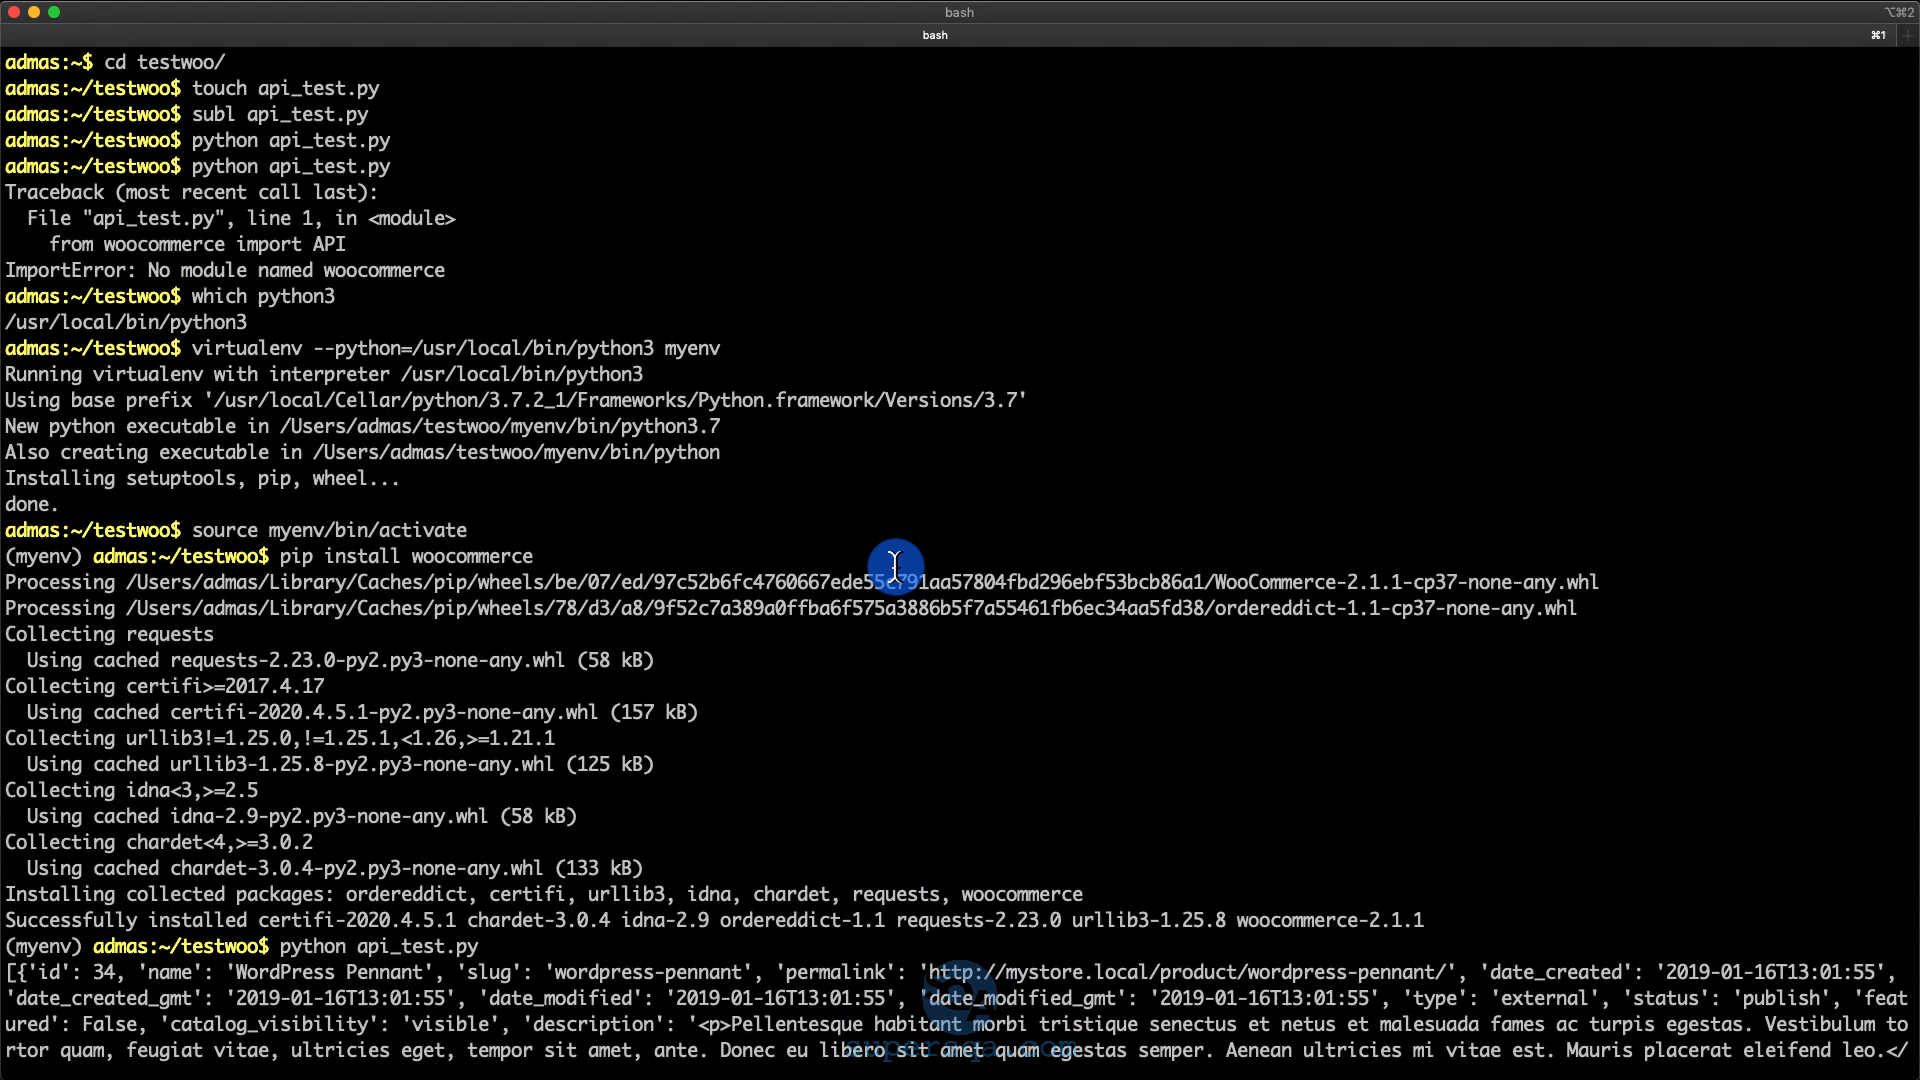 bash
⌥⌘2
bash
⌘1
admas:~$ cd testwoo/
admas:~/testwoo$ touch api_test.py
admas:~/testwoo$ subl api_test.py
admas:~/testwoo$ python api_test.py
admas:~/testwoo$ python api_test.py
Traceback (most recent call last):
  File "api_test.py", line 1, in <module>
    from woocommerce import API
ImportError: No module named woocommerce
admas:~/testwoo$ which python3
/usr/local/bin/python3
admas:~/testwoo$ virtualenv --python=/usr/local/bin/python3 myenv
Running virtualenv with interpreter /usr/local/bin/python3
Using base prefix '/usr/local/Cellar/python/3.7.2_1/Frameworks/Python.framework/Versions/3.7'
New python executable in /Users/admas/testwoo/myenv/bin/python3.7
Also creating executable in /Users/admas/testwoo/myenv/bin/python
Installing setuptools, pip, wheel...
done.
admas:~/testwoo$ source myenv/bin/activate
(myenv) admas:~/testwoo$ pip install woocommerce
Processing /Users/admas/Library/Caches/pip/wheels/be/07/ed/97c52b6fc4760667ede55c791aa57804fbd296ebf53bcb86a1/WooCommerce-2.1.1-cp37-none-any.whl
Processing /Users/admas/Library/Caches/pip/wheels/78/d3/a8/9f52c7a389a0ffba6f575a3886b5f7a55461fb6ec34aa5fd38/ordereddict-1.1-cp37-none-any.whl
Collecting requests
  Using cached requests-2.23.0-py2.py3-none-any.whl (58 kB)
Collecting certifi>=2017.4.17
  Using cached certifi-2020.4.5.1-py2.py3-none-any.whl (157 kB)
Collecting urllib3!=1.25.0,!=1.25.1,<1.26,>=1.21.1
  Using cached urllib3-1.25.8-py2.py3-none-any.whl (125 kB)
Collecting idna<3,>=2.5
  Using cached idna-2.9-py2.py3-none-any.whl (58 kB)
Collecting chardet<4,>=3.0.2
  Using cached chardet-3.0.4-py2.py3-none-any.whl (133 kB)
Installing collected packages: ordereddict, certifi, urllib3, idna, chardet, requests, woocommerce
Successfully installed certifi-2020.4.5.1 chardet-3.0.4 idna-2.9 ordereddict-1.1 requests-2.23.0 urllib3-1.25.8 woocommerce-2.1.1
(myenv) admas:~/testwoo$ python api_test.py
[{'id': 34, 'name': 'WordPress Pennant', 'slug': 'wordpress-pennant', 'permalink': 'http://mystore.local/product/wordpress-pennant/', 'date_created': '2019-01-16T13:01:55',
'date_created_gmt': '2019-01-16T13:01:55', 'date_modified': '2019-01-16T13:01:55', 'date_modified_gmt': '2019-01-16T13:01:55', 'type': 'external', 'status': 'publish', 'feat
ured': False, 'catalog_visibility': 'visible', 'description': '<p>Pellentesque habitant morbi tristique senectus et netus et malesuada fames ac turpis egestas. Vestibulum to
rtor quam, feugiat vitae, ultricies eget, tempor sit amet, ante. Donec eu libero sit amet quam egestas semper. Aenean ultricies mi vitae est. Mauris placerat eleifend leo.</
supersqa.com